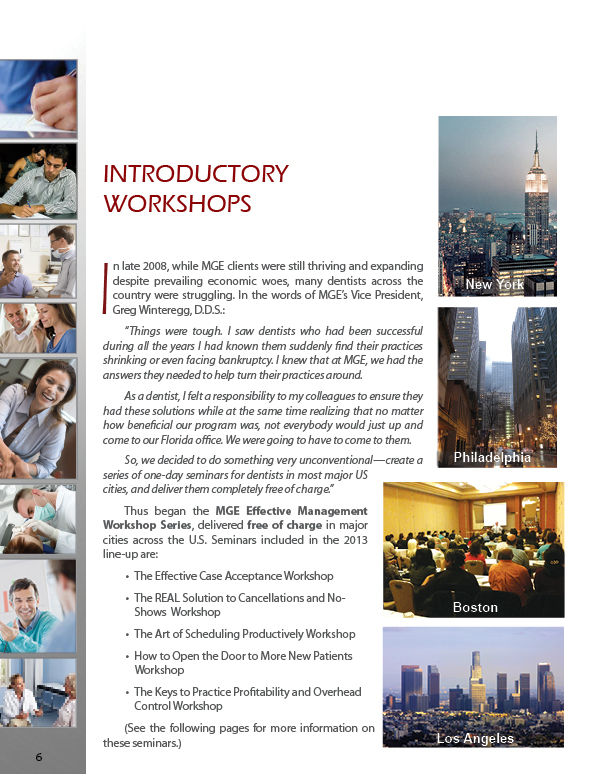 INTRODUCTORY
WORKSHOPS
In late 2008, while MGE clients were still thriving and expanding
despite prevailing economic woes, many dentists across the
country were struggling. In the words of MGE's Vice President,
Greg Winteregg, D.D.S.:
"Things were tough. I saw dentists who had been successful
during all the years I had known them suddenly find their practices
shrinking or even facing bankruptcy. I knew that at MGE, we had the
answers they needed to help turn their practices around.
As a dentist, I felt a responsibility to my colleagues to ensure they
had these solutions while at the same time realizing that no matter
how beneficial our program was, not everybody would just up and
come to our Florida office. We were going to have to come to them.
So, we decided to do something very unconventional—create a
series of one-day seminars for dentists in most major US
cities, and deliver them completely free of charge."
Thus began the MGE Effective Management
Workshop Series, delivered free of charge in major
cities across the U.S. Seminars included in the 2013
line-up are:
• The Effective Case Acceptance Workshop
• The REAL Solution to Cancellations and No-
Shows Workshop
• The Art of Scheduling Productively Workshop
• How to Open the Door to More New Patients
Workshop
• The Keys to Practice Profitability and Overhead
Control Workshop
(See the following pages for more information on
these seminars.)
New York
Philadelphia
Boston
Los Angeles
6